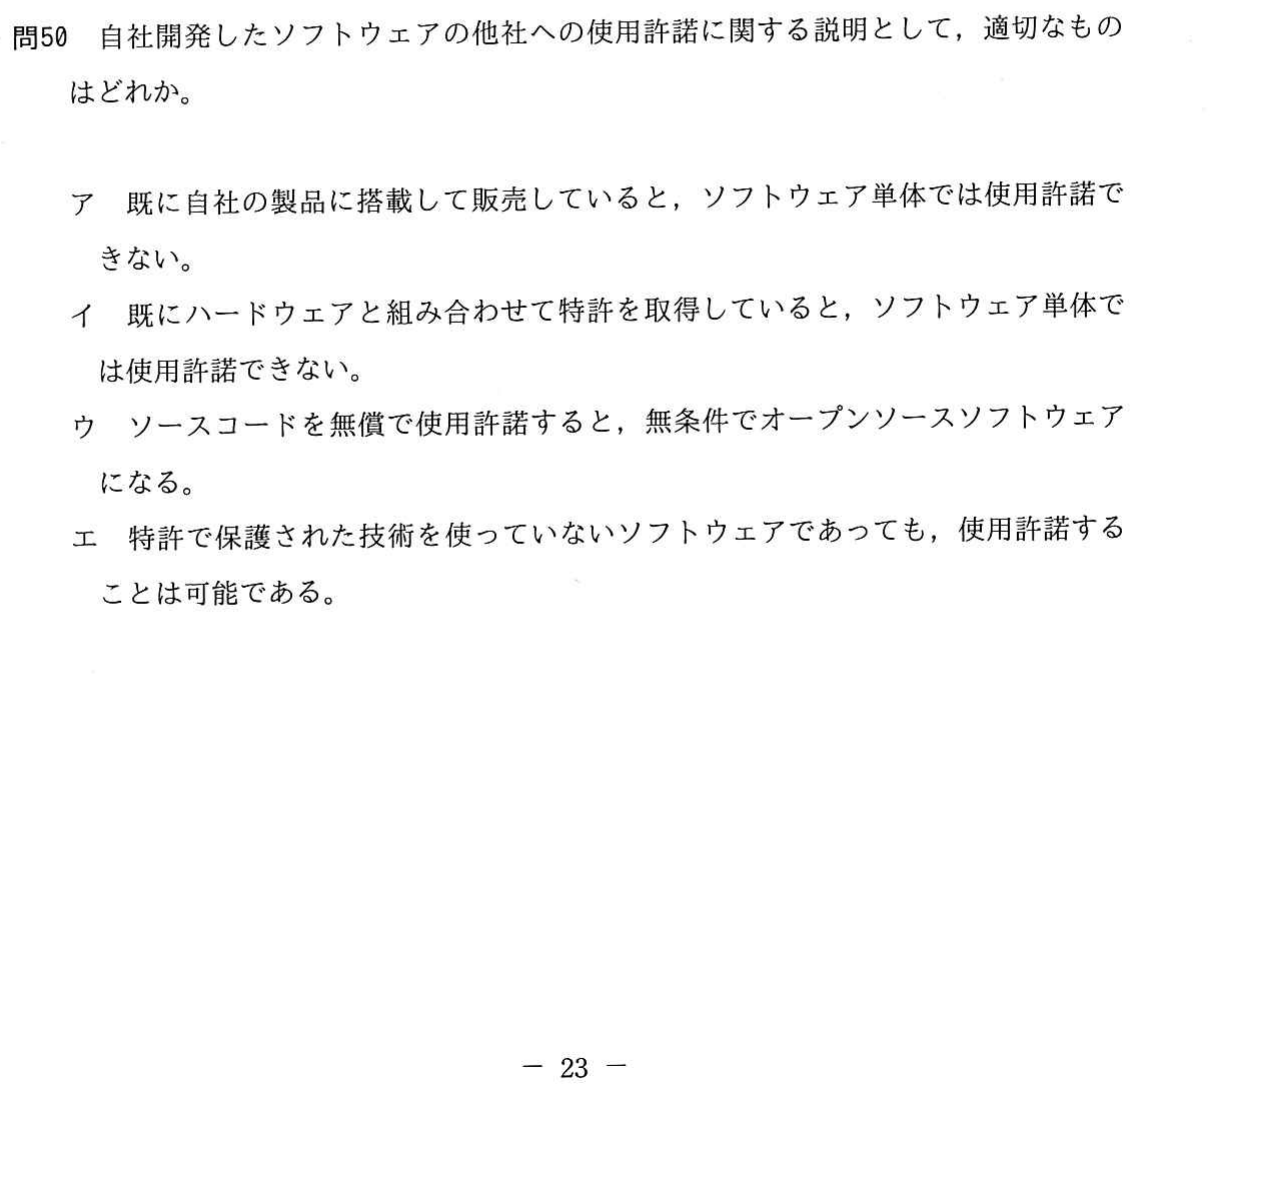 問50　自社開発したソフトウェアの他社への使用許諾に関する説明として，適切なもの
はどれか。
ア　既に自社の製品に搭載して販売していると，ソフトウェア単体では使用許諾で
きない。
イ　既にハードウェアと組み合わせて特許を取得していると，ソフトウェア単体で
は使用許諾できない。
ウ　ソースコードを無償で使用許諾すると，無条件でオープンソースソフトウェア
になる。
エ　特許で保護された技術を使っていないソフトウェアであっても，使用許諾する
ことは可能である。
－ 23 －